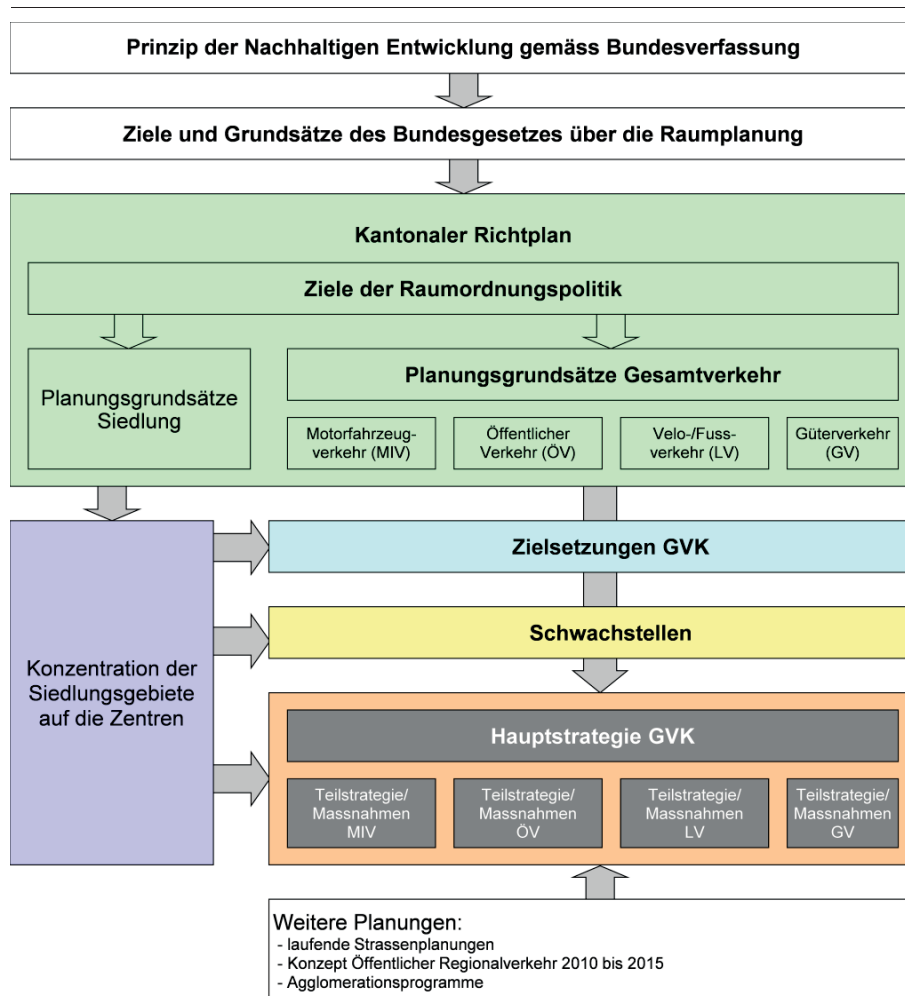 Prinzip der Nachhaltigen Entwicklung gemäss Bundesverfassung
Ziele und Grundsätze des Bundesgesetzes über die Raumplanung
Kantonaler Richtplan
Ziele der Raumordnungspolitik
Planungsgrundsätze
Siedlung
Planungsgrundsätze Gesamtverkehr
Motorfahrzeug-
verkehr (MIV)
Öffentlicher
Verkehr (ÖV)
Velo-/Fuss-
verkehr (LV)
Güterverkehr
(GV)
Konzentration der
Siedlungsgebiete
auf die Zentren
Zielsetzungen GVK
Schwachstellen
Hauptstrategie GVK
Teilstrategie/
Massnahmen
MIV
Teilstrategie/
Massnahmen
ÖV
Teilstrategie/
Massnahmen
LV
Teilstrategie/
Massnahmen
GV
Weitere Planungen:
- laufende Strassenplanungen
- Konzept Öffentlicher Regionalverkehr 2010 bis 2015
- Agglomerationsprogramme